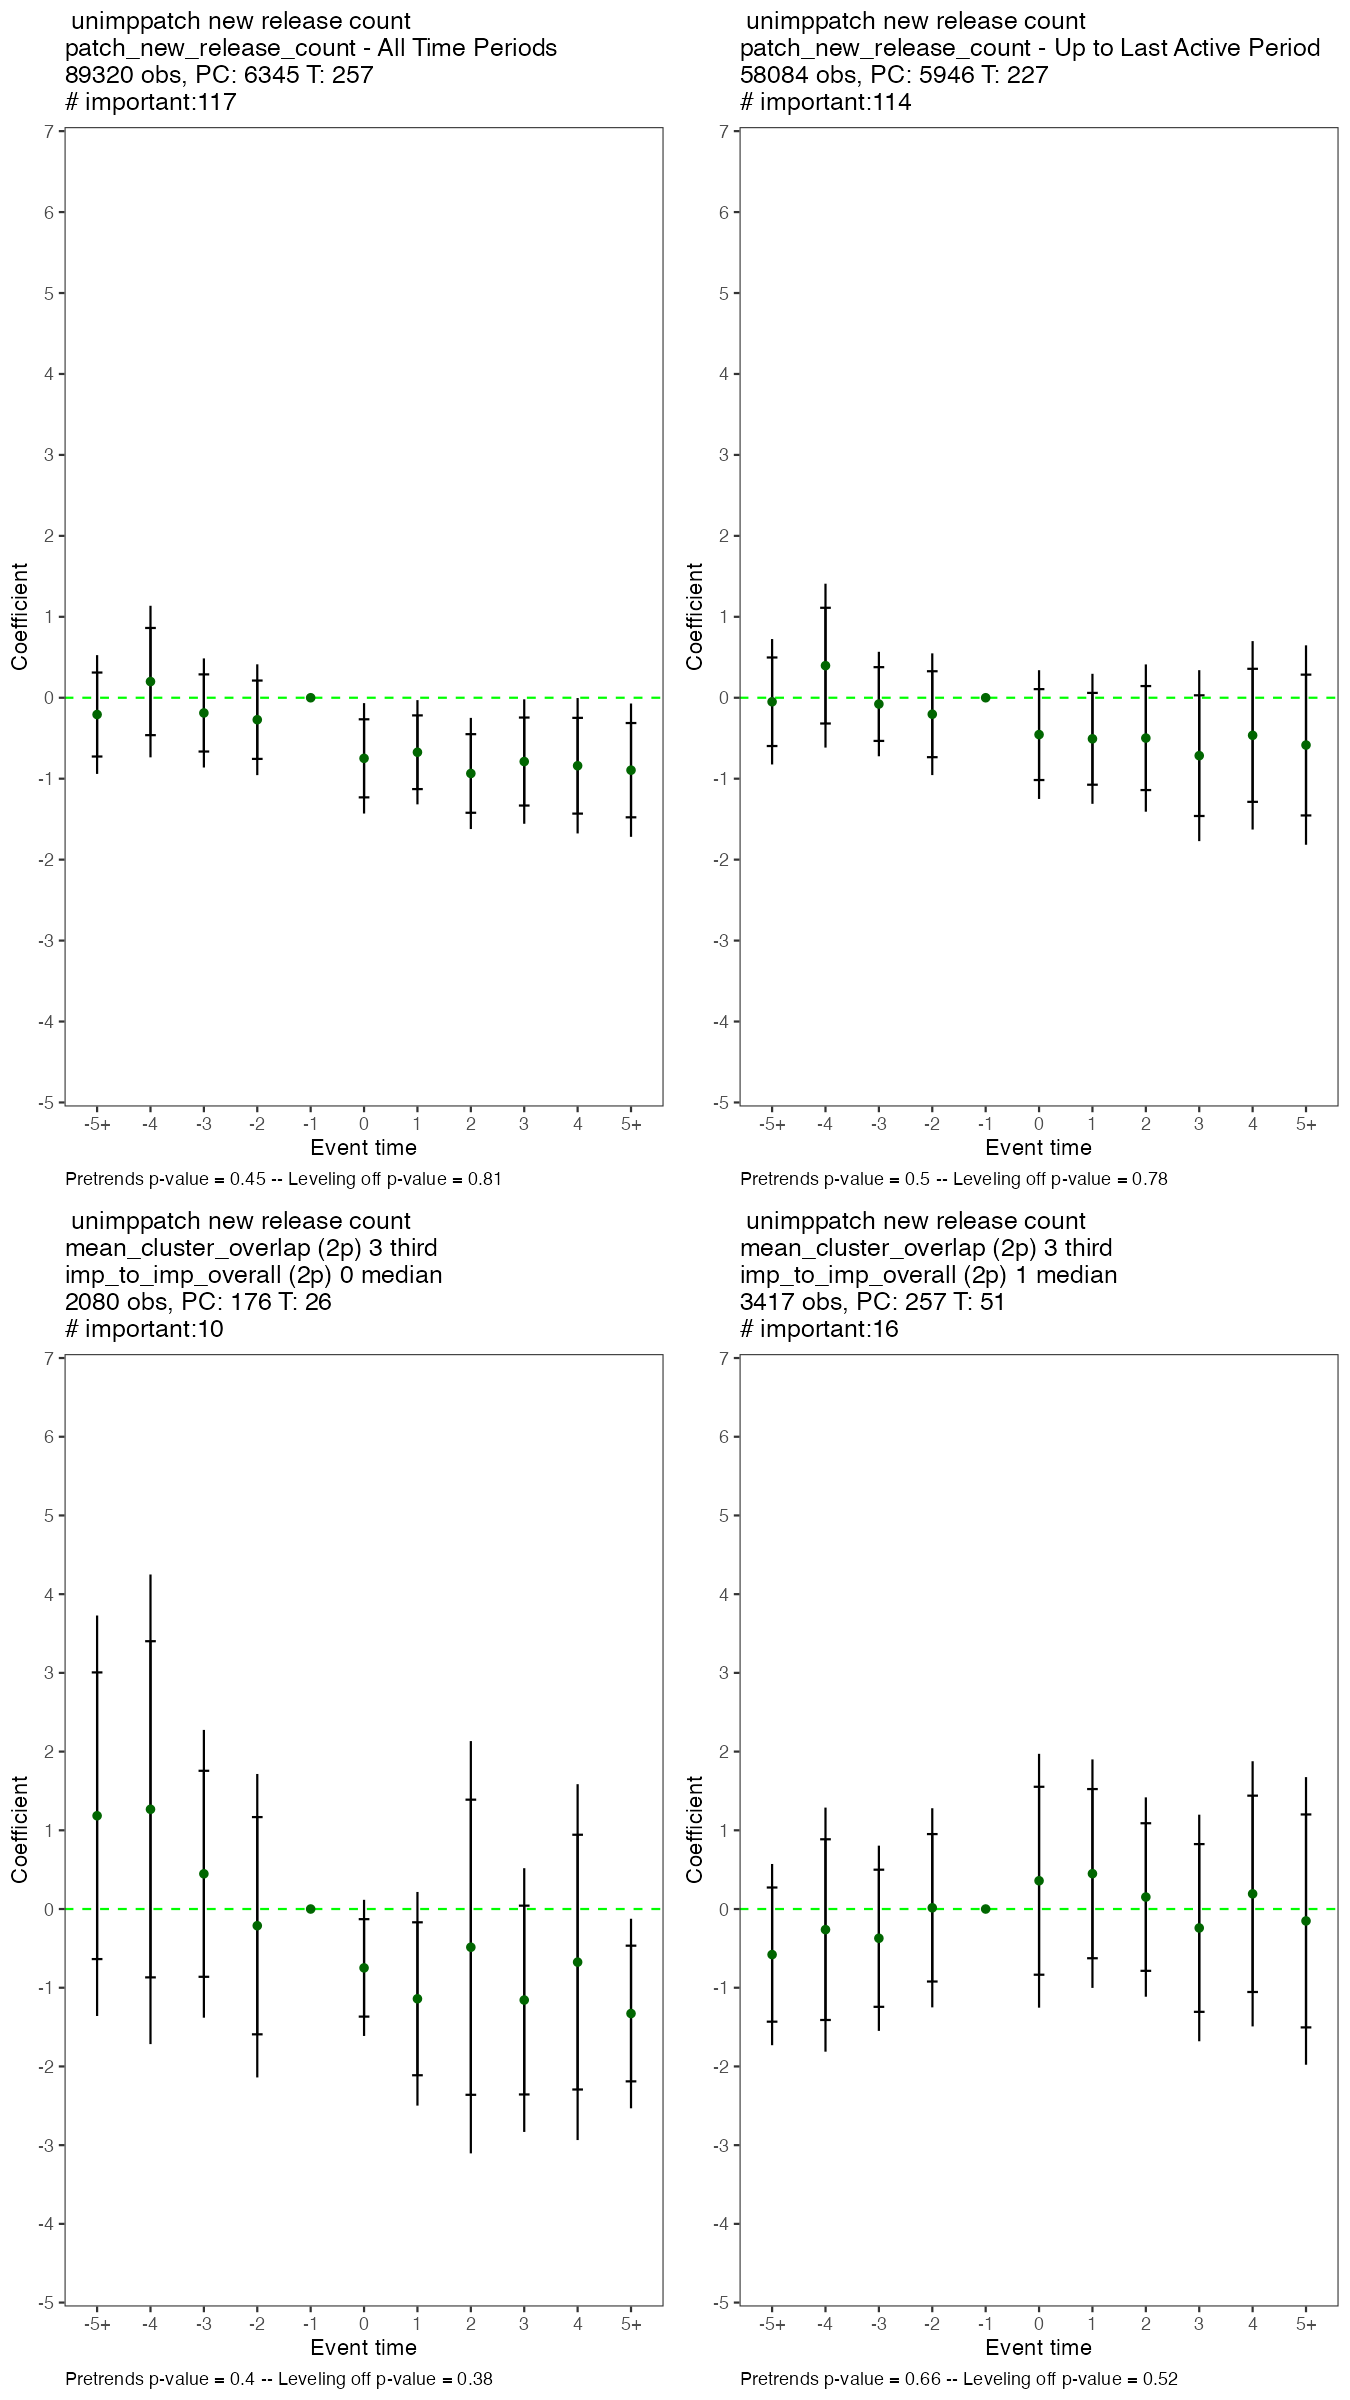 unimppatch new release count
patch_new_release_count - All Time Periods
89320 obs, PC: 6345 T: 257
# important:117
7
6
5
4
3
2
1
0
-1
-2
-3
-4
-5
Coefficient
-5+ -4 -3 -2 -1 0 1 2 3 4 5+
Event time
Pretrends p-value = 0.45 -- Leveling off p-value = 0.81
unimppatch new release count
patch_new_release_count - Up to Last Active Period
58084 obs, PC: 5946 T: 227
# important:114
7
6
5
4
3
2
1
0
-1
-2
-3
-4
-5
Coefficient
-5+ -4 -3 -2 -1 0 1 2 3 4 5+
Event time
Pretrends p-value = 0.5 -- Leveling off p-value = 0.78
unimppatch new release count
mean_cluster_overlap (2p) 3 third
imp_to_imp_overall (2p) 0 median
2080 obs, PC: 176 T: 26
# important:10
7
6
5
4
3
2
1
0
-1
-2
-3
-4
-5
Coefficient
-5+ -4 -3 -2 -1 0 1 2 3 4 5+
Event time
Pretrends p-value = 0.4 -- Leveling off p-value = 0.38
unimppatch new release count
mean_cluster_overlap (2p) 3 third
imp_to_imp_overall (2p) 1 median
3417 obs, PC: 257 T: 51
# important:16
7
6
5
4
3
2
1
0
-1
-2
-3
-4
-5
Coefficient
-5+ -4 -3 -2 -1 0 1 2 3 4 5+
Event time
Pretrends p-value = 0.66 -- Leveling off p-value = 0.52